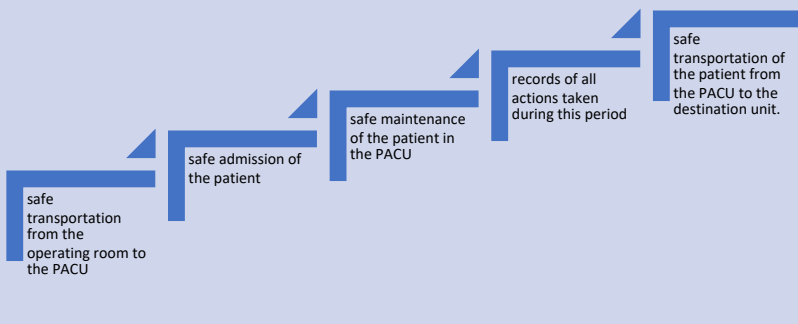 safe
transportation
from the
operating room to
the PACU
safe admission of
the patient
safe maintenance
of the patient in
the PACU
records of all
actions taken
during this period
safe
transportation of
the patient from
the PACU to the
destination unit.